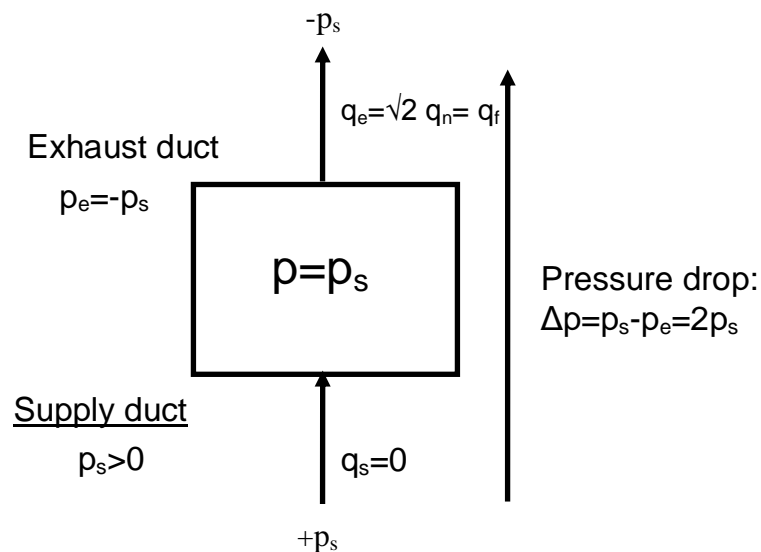 -pₛ
qₑ=√2 qₙ= q_f
Exhaust duct
pₑ=-pₛ
p=pₛ
Pressure drop:
Δp=pₛ-pₑ=2pₛ
Supply duct
pₛ>0
qₛ=0
+pₛ